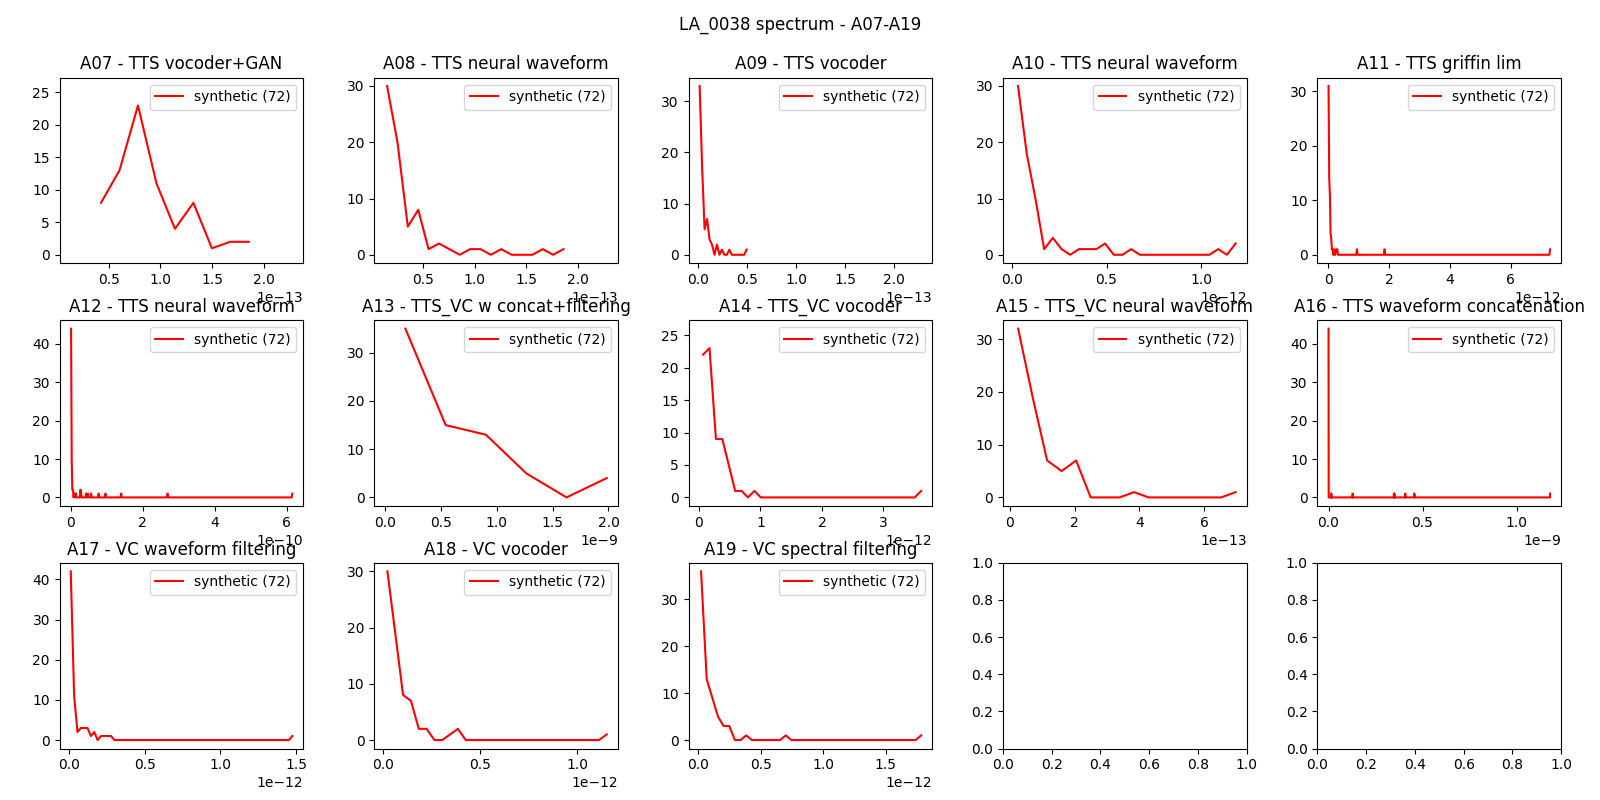 LA_0038 spectrum - A07-A19
A07 - TTS vocoder+GAN
synthetic (72)
25
20
15
10
5
0
0.5 1.0 1.5 2.0
1e−13
A08 - TTS neural waveform
synthetic (72)
30
20
10
0
0.5 1.0 1.5 2.0
1e−13
A09 - TTS vocoder
synthetic (72)
30
20
10
0
0.0 0.5 1.0 1.5 2.0
1e−13
A10 - TTS neural waveform
synthetic (72)
30
20
10
0
0.0 0.5 1.0
1e−12
A11 - TTS griffin lim
synthetic (72)
30
20
10
0
0 2 4 6
1e−12
A12 - TTS neural waveform
synthetic (72)
40
30
20
10
0
0 2 4 6
1e−10
A13 - TTS_VC w concat+filtering
synthetic (72)
30
20
10
0
0.0 0.5 1.0 1.5 2.0
1e−9
A14 - TTS_VC vocoder
synthetic (72)
25
20
15
10
5
0
0 1 2 3
1e−12
A15 - TTS_VC neural waveform
synthetic (72)
30
20
10
0
0 2 4 6
1e−13
A16 - TTS waveform concatenation
synthetic (72)
40
30
20
10
0
0.0 0.5 1.0
1e−9
A17 - VC waveform filtering
synthetic (72)
40
30
20
10
0
0.0 0.5 1.0 1.5
1e−12
A18 - VC vocoder
synthetic (72)
30
20
10
0
0.0 0.5 1.0
1e−12
A19 - VC spectral filtering
synthetic (72)
30
20
10
0
0.0 0.5 1.0 1.5
1e−12
1.0
0.8
0.6
0.4
0.2
0.0
0.0 0.2 0.4 0.6 0.8 1.0
1.0
0.8
0.6
0.4
0.2
0.0
0.0 0.2 0.4 0.6 0.8 1.0